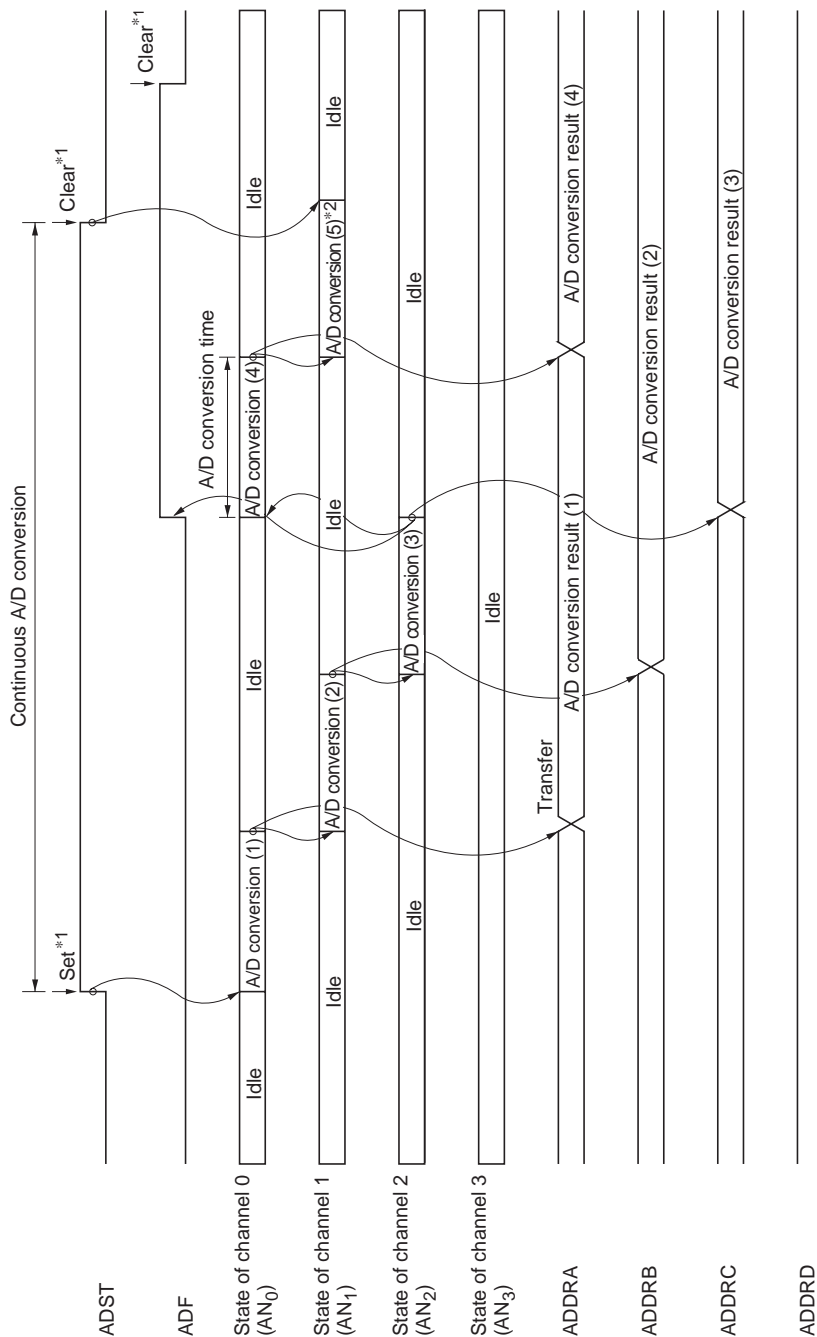 Continuous A/D conversion
ADST
Set*1
Clear*1
ADF
Clear*1
A/D conversion time
State of channel 0
(AN0)
Idle
A/D conversion (1)
Idle
A/D conversion (4)
Idle
State of channel 1
(AN1)
Idle
A/D conversion (2)
Idle
A/D conversion (5)*2
Idle
State of channel 2
(AN2)
Idle
A/D conversion (3)
Idle
State of channel 3
(AN3)
Idle
Transfer
ADDRA
A/D conversion result (1)
A/D conversion result (4)
ADDRB
A/D conversion result (2)
ADDRC
A/D conversion result (3)
ADDRD